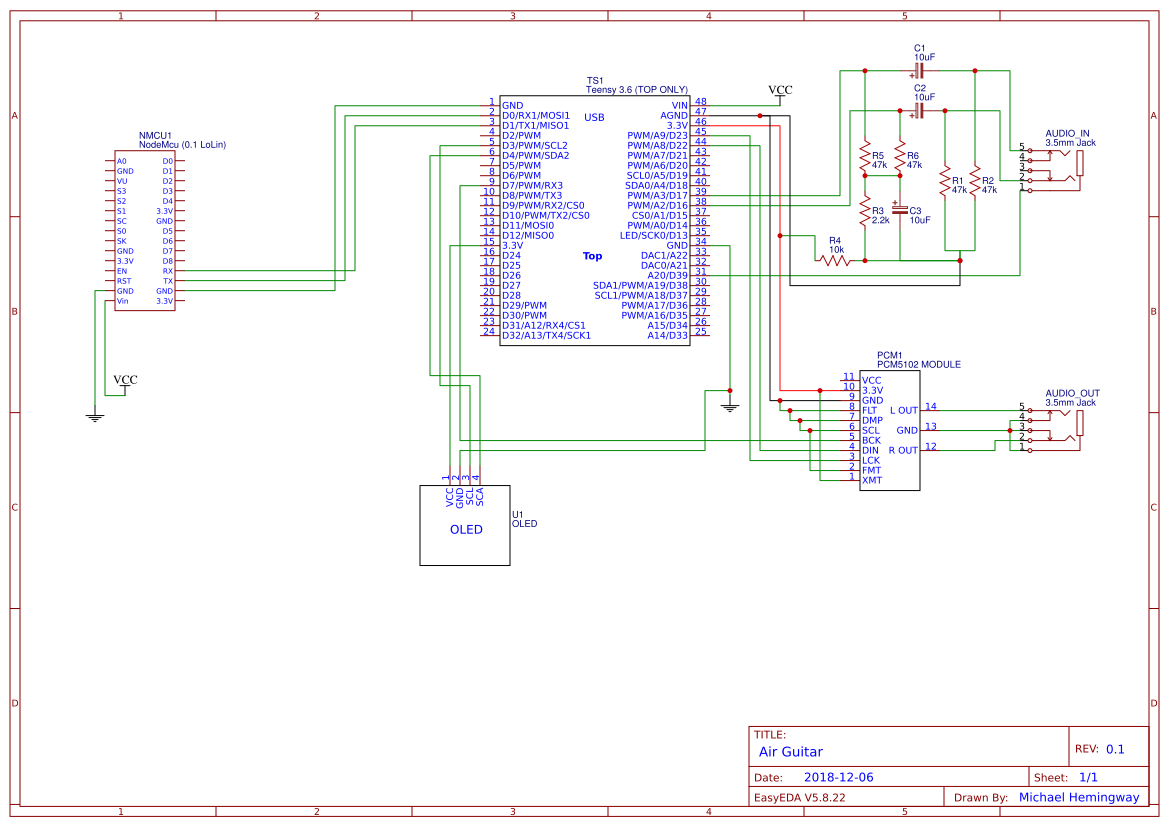 1 2 3 4 5
A
B
C
D
A
B
C
D
C1
10uF
C2
10uF
TS1
Teensy 3.6 (TOP ONLY)
USB
Top
1 GND
2 D0/RX1/MOSI1
3 D1/TX1/MISO1
4 D2/PWM
5 D3/PWM/SCL2
6 D4/PWM/SDA2
7 D5/PWM
8 D6/PWM
9 D7/PWM/RX3
10 D8/PWM/TX3
11 D9/PWM/RX2/CS0
12 D10/PWM/TX2/CS0
13 D11/MOSI0
14 D12/MISO0
15 3.3V
16 D24
17 D25
18 D26
19 D27
20 D28
21 D29/PWM
22 D30/PWM
23 D31/A12/RX4/CS1
24 D32/A13/TX4/SCK1
VIN 48
AGND 47
3.3V 46
PWM/A9/D23 45
PWM/A8/D22 44
PWM/A7/D21 43
PWM/A6/D20 42
SCL0/A5/D19 41
SDA0/A4/D18 40
PWM/A3/D17 39
PWM/A2/D16 38
CS0/A1/D15 37
PWM/A0/D14 36
LED/SCK0/D13 35
GND 34
DAC1/A22 33
DAC0/A21 32
A20/D39 31
SDA1/PWM/A19/D38 30
SCL1/PWM/A18/D37 29
PWM/A17/D36 28
PWM/A16/D35 27
A15/D34 26
A14/D33 25
VCC
NMCU1
NodeMcu (0.1 LoLin)
A0 D0
GND D1
VU D2
S3 D3
S2 D4
S1 3.3V
SC GND
S0 D5
SK D6
GND D7
3.3V D8
EN RX
RST TX
GND GND
Vin 3.3V
VCC
R5
47k
R6
47k
R1
47k
R2
47k
R3
2.2k
C3
10uF
R4
10k
+
+
+
AUDIO_IN
3.5mm Jack
5
4
3
2
1
PCM1
PCM5102 MODULE
11 VCC
10 3.3V
9 GND
8 FLT
7 DMP
6 SCL
5 BCK
4 DIN
3 LCK
2 FMT
1 XMT
L OUT 14
GND 13
R OUT 12
AUDIO_OUT
3.5mm Jack
5
4
3
2
1
1 2 3 4
VCC GND SCL SCA
OLED
U1
OLED
TITLE:
Air Guitar
REV: 0.1
Date: 2018-12-06
Sheet: 1/1
EasyEDA V5.8.22
Drawn By: Michael Hemingway
1 2 3 4 5